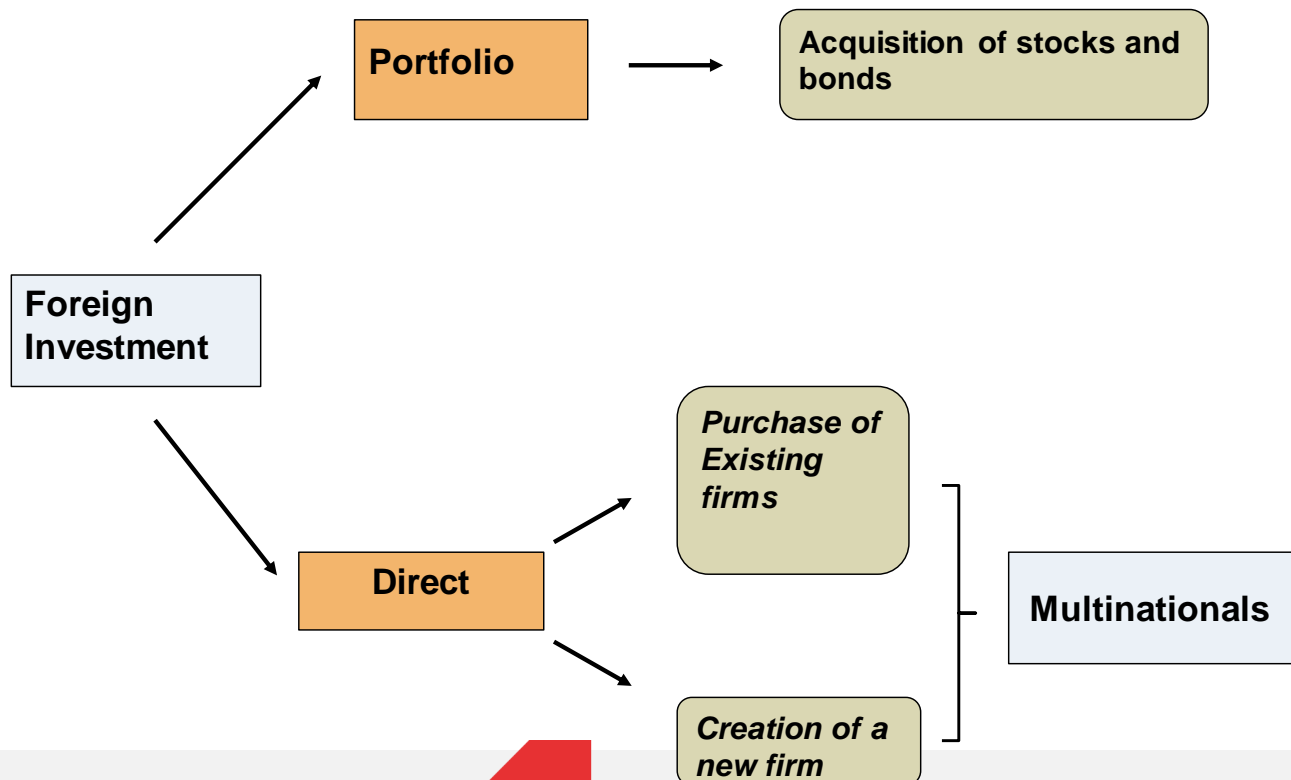 Portfolio
Acquisition of stocks and
bonds
Foreign
Investment
Purchase of
Existing
firms
Direct
Multinationals
Creation of a
new firm